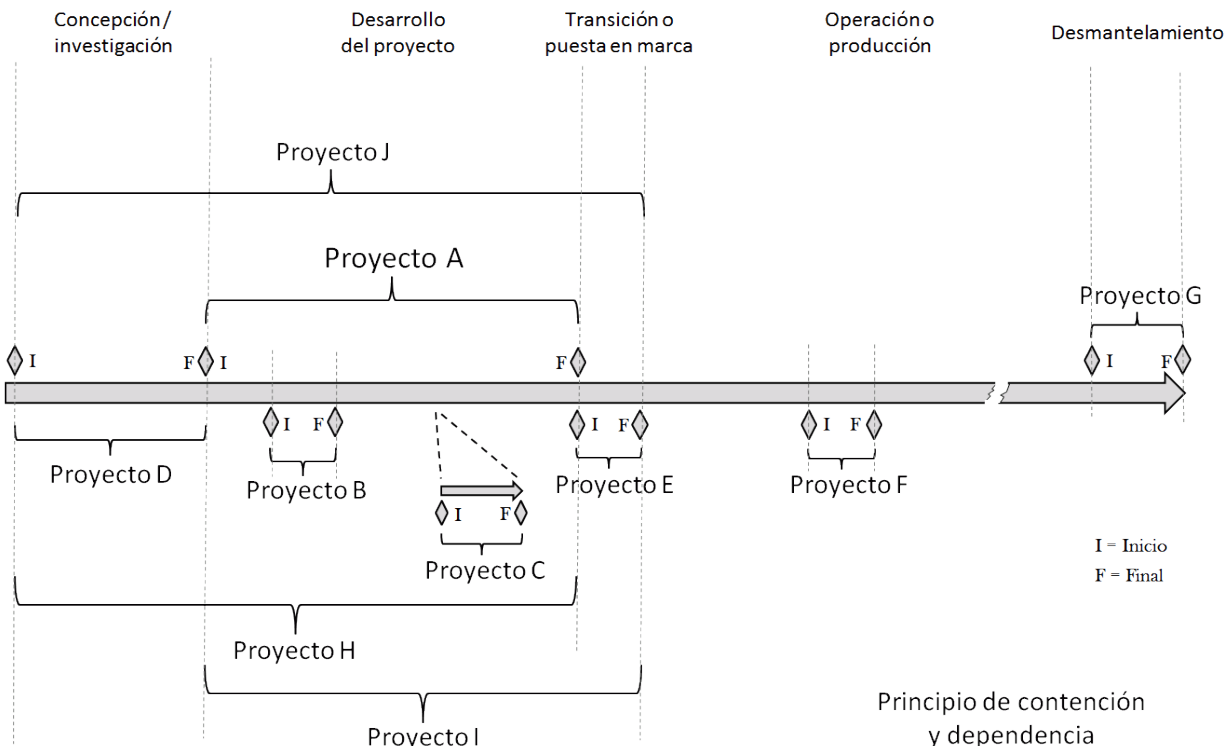 Concepción/
investigación
Desarrollo
del proyecto
Transición o
puesta en marca
Operación o
producción
Desmantelamiento
Proyecto J
Proyecto A
Proyecto G
I
F
I
F
I
F
I
F
I
F
I
F
Proyecto D
Proyecto B
Proyecto E
Proyecto F
I
F
Proyecto C
I = Inicio
F = Final
Proyecto H
Proyecto I
Principio de contención
y dependencia